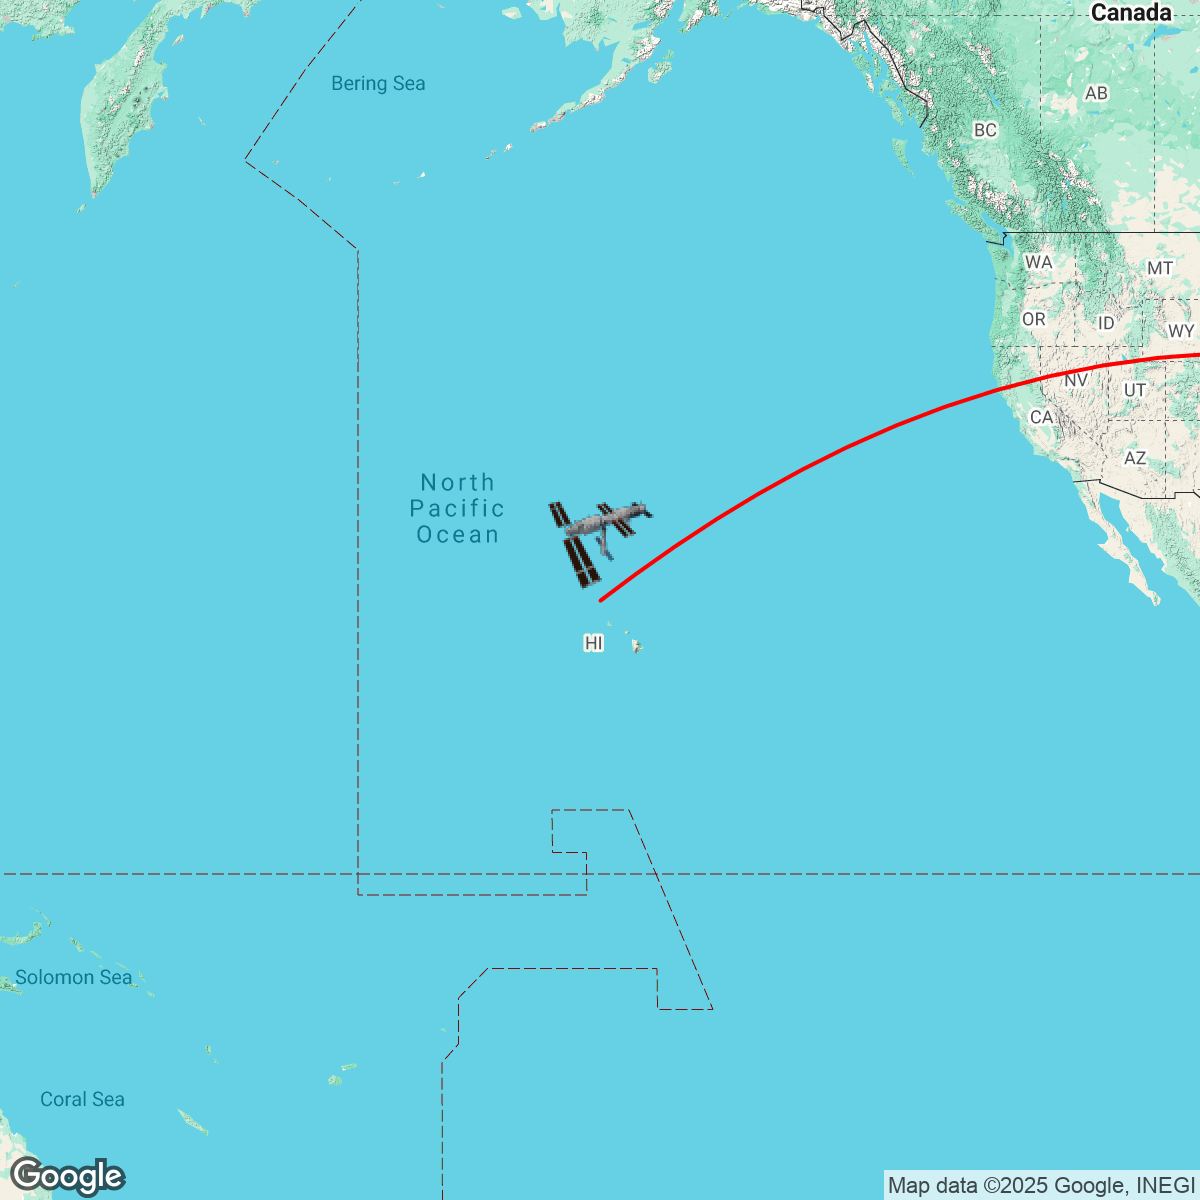 Canada
Bering Sea
AB
BC
WA
MT
OR
ID
WY
NV
UT
CA
AZ
North
Pacific
Ocean
HI
Solomon Sea
Coral Sea
Google
Map data ©2025 Google, INEGI